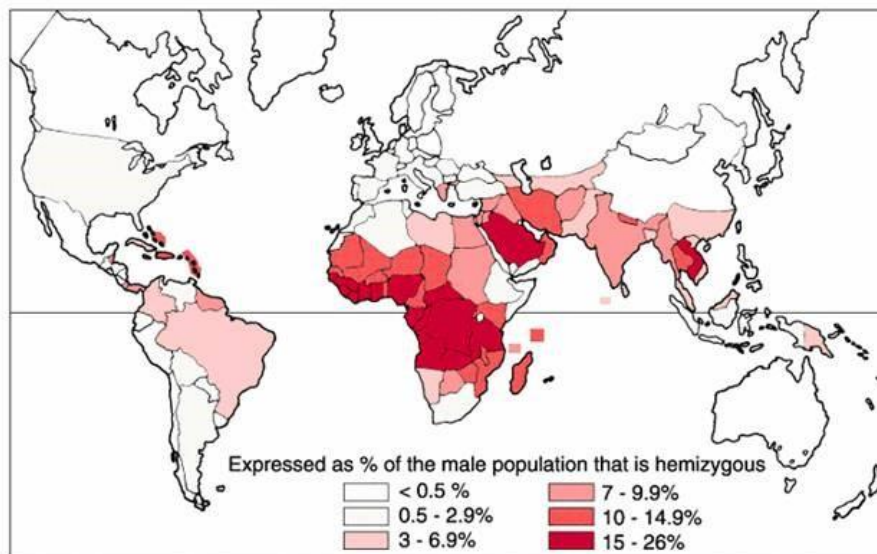 Expressed as % of the male population that is hemizygous
< 0.5 %
7 - 9.9%
0.5 - 2.9%
10 - 14.9%
3 - 6.9%
15 - 26%